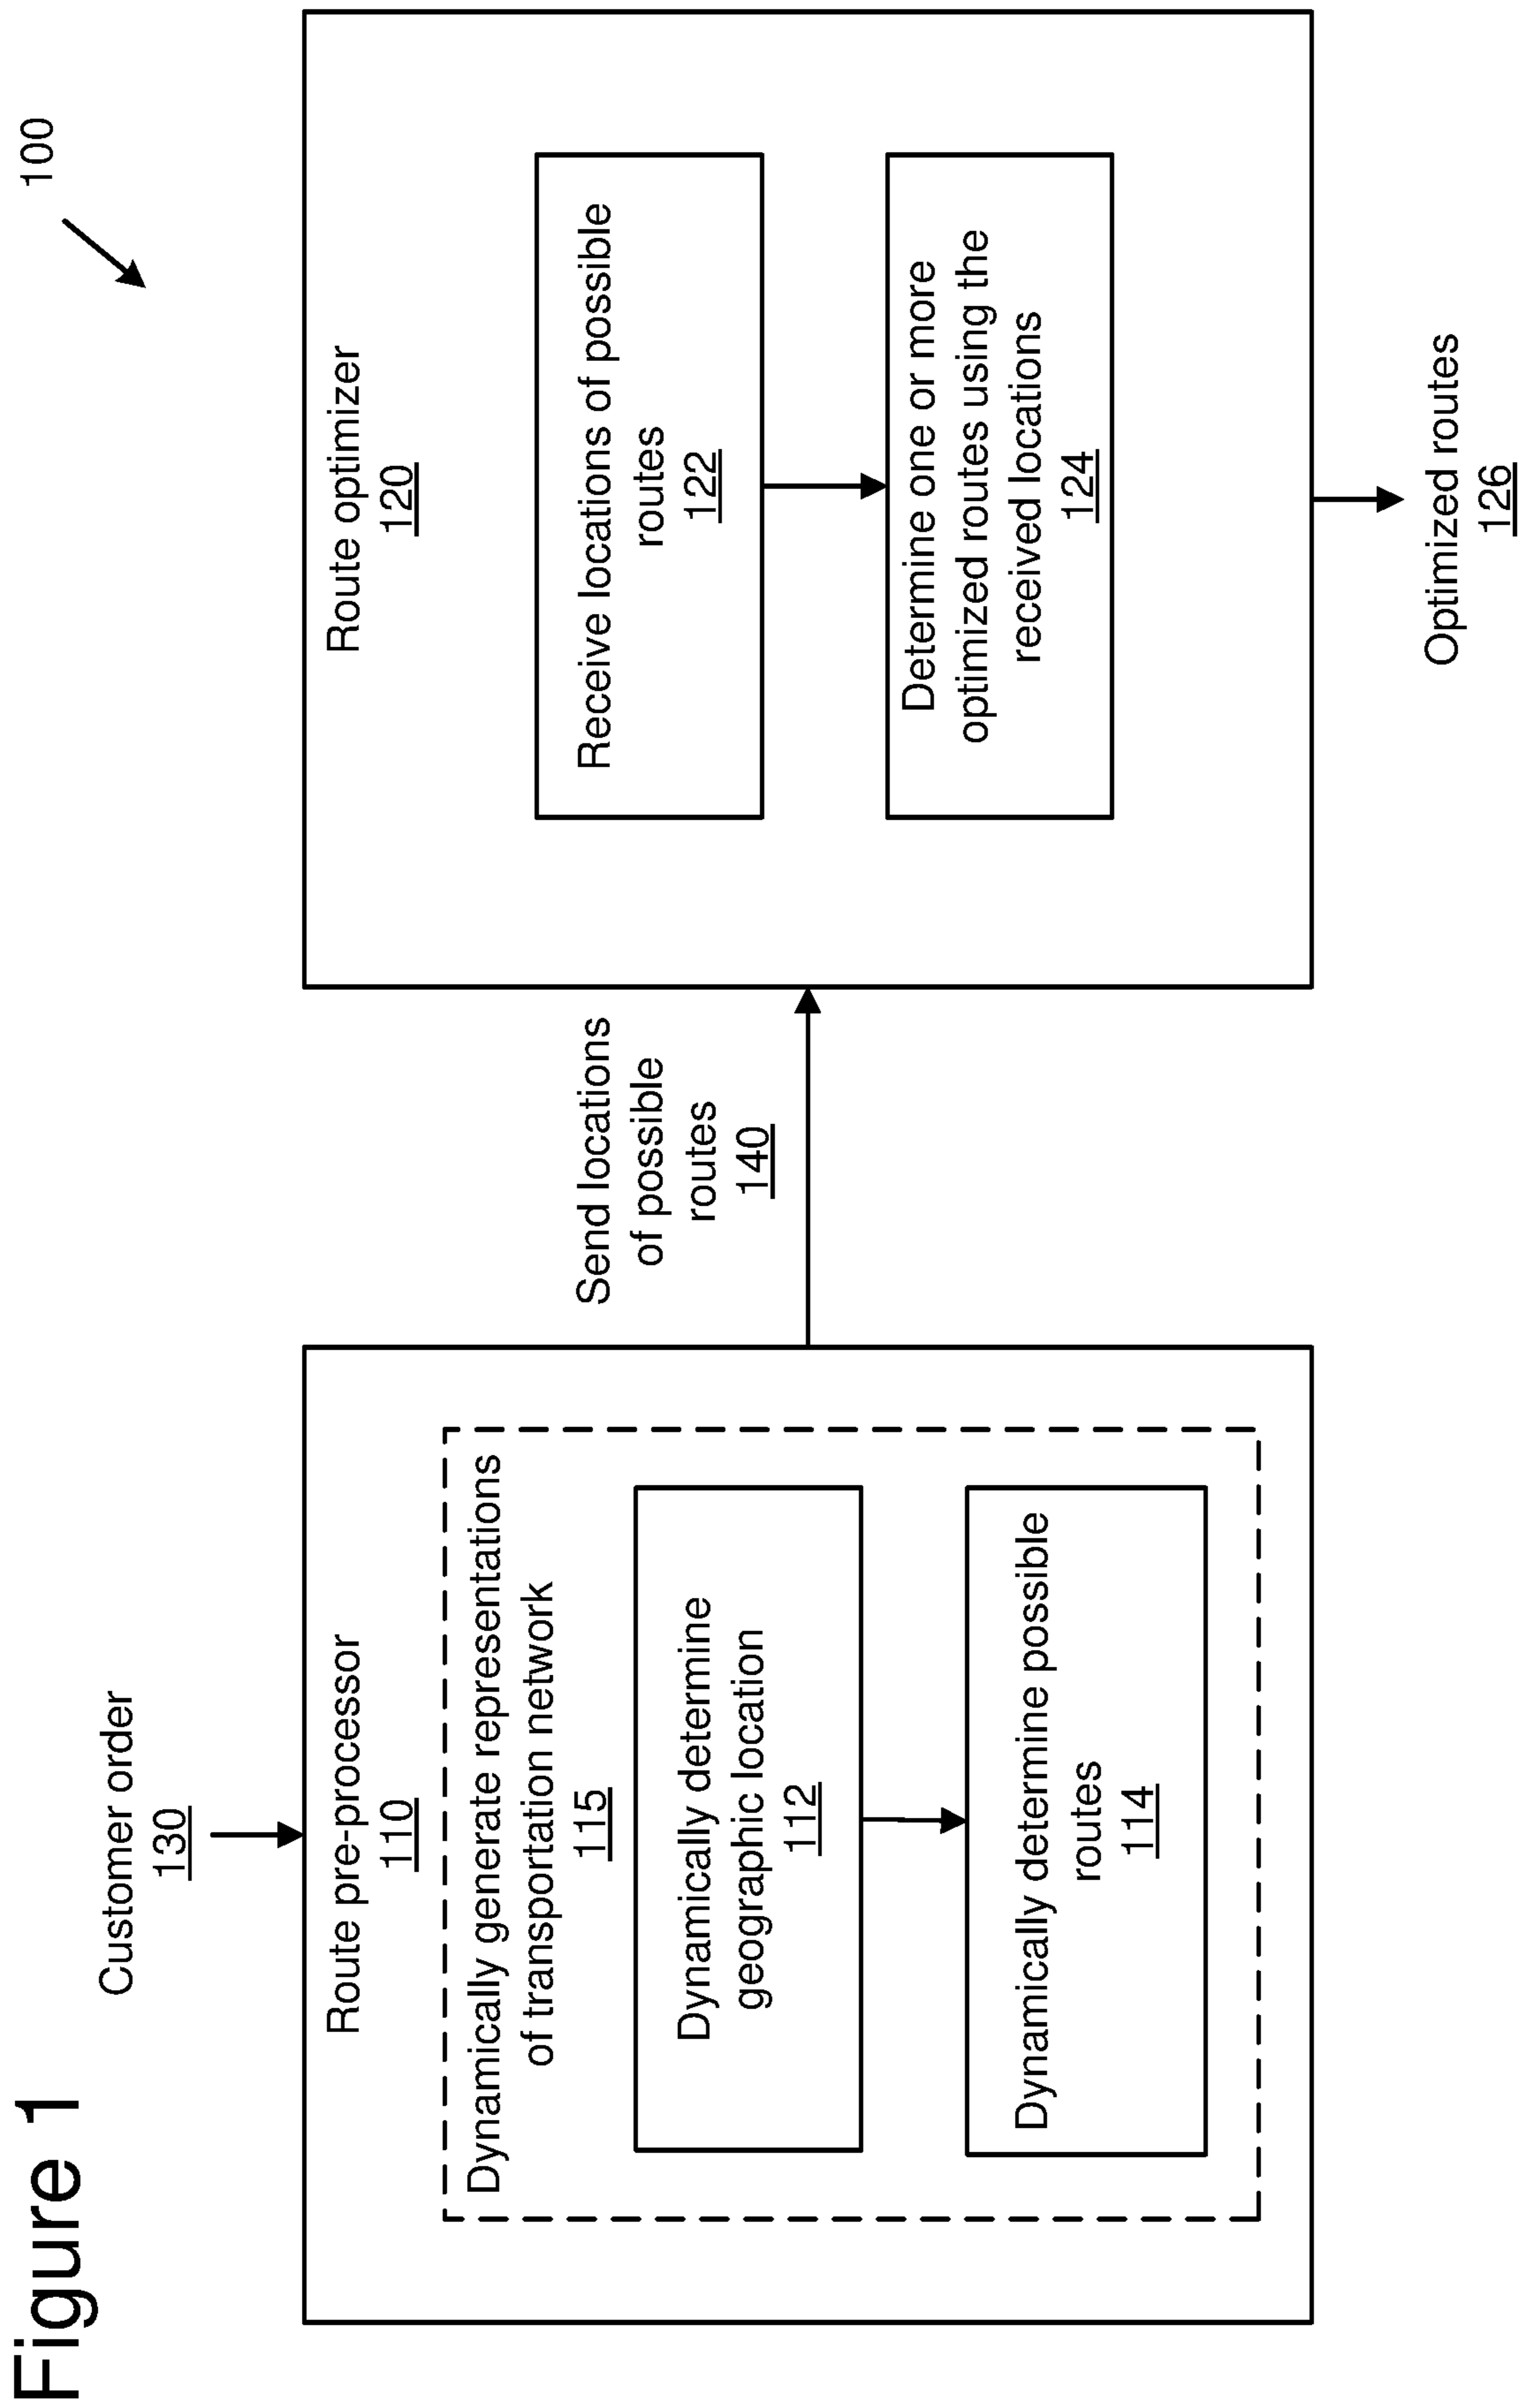 Figure 1
100
Customer order
130
Route pre-processor
110
Dynamically generate representations
of transportation network
115
Dynamically determine
geographic location
112
Dynamically determine possible
routes
114
Send locations
of possible
routes
140
Route optimizer
120
Receive locations of possible
routes
122
Determine one or more
optimized routes using the
received locations
124
Optimized routes
126